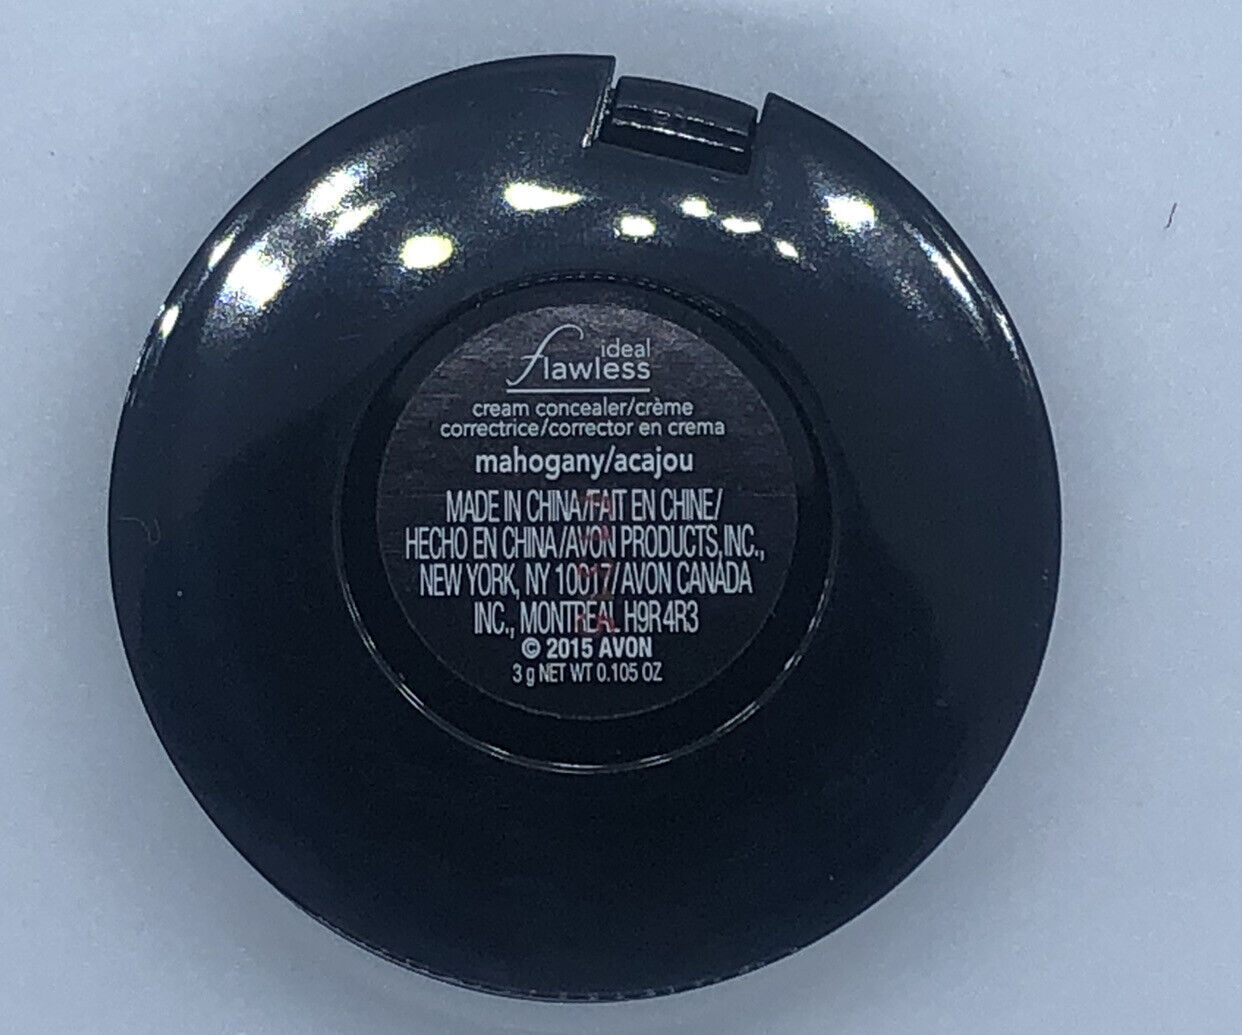 ideal
flawless
cream concealer/crème
correctrice/corrector en crema
mahogany/acajou
MADE IN CHINA/FAIT EN CHINE/
HECHO EN CHINA/AVON PRODUCTS,INC.,
NEW YORK, NY 10017/AVON CANADA
INC., MONTREAL H9R4R3
© 2015 AVON
3 g NET WT 0.105 OZ